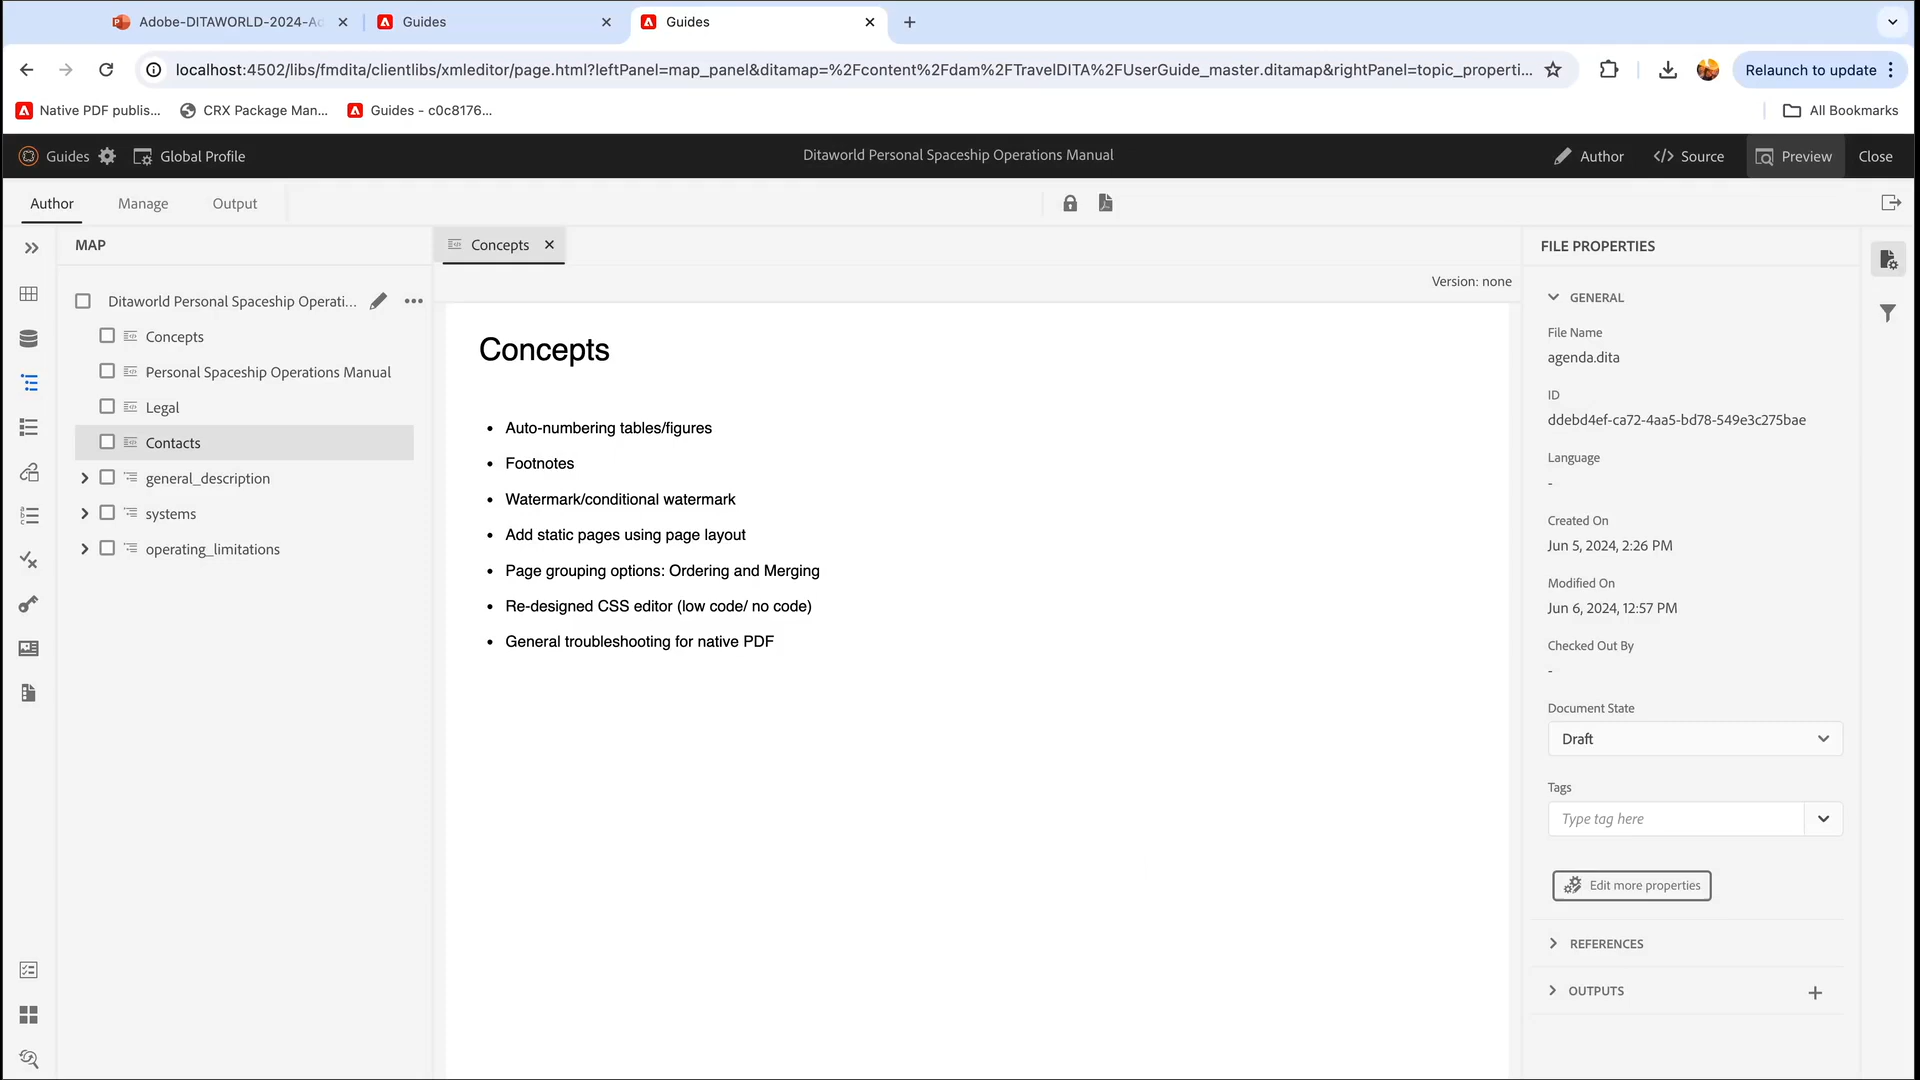 Adobe-DITAWORLD-2024-Ad
Guides
Guides
localhost:4502/libs/fmdita/clientlibs/xmleditor/page.html?leftPanel=map_panel&ditamap=%2Fcontent%2Fdam%2FTravelDITA%2FUserGuide_master.ditamap&rightPanel=topic_properti...
Relaunch to update
Native PDF publis...
CRX Package Man...
Guides - c0c8176...
All Bookmarks
Guides
Global Profile
Ditaworld Personal Spaceship Operations Manual
Author
Source
Preview
Close
Author
Manage
Output
MAP
Ditaworld Personal Spaceship Operati...
Concepts
Personal Spaceship Operations Manual
Legal
Contacts
general_description
systems
operating_limitations
Concepts
Version: none
Concepts
• Auto-numbering tables/figures
• Footnotes
• Watermark/conditional watermark
• Add static pages using page layout
• Page grouping options: Ordering and Merging
• Re-designed CSS editor (low code/ no code)
• General troubleshooting for native PDF
FILE PROPERTIES
GENERAL
File Name
agenda.dita
ID
ddebd4ef-ca72-4aa5-bd78-549e3c275bae
Language
-
Created On
Jun 5, 2024, 2:26 PM
Modified On
Jun 6, 2024, 12:57 PM
Checked Out By
-
Document State
Draft
Tags
Type tag here
Edit more properties
REFERENCES
OUTPUTS